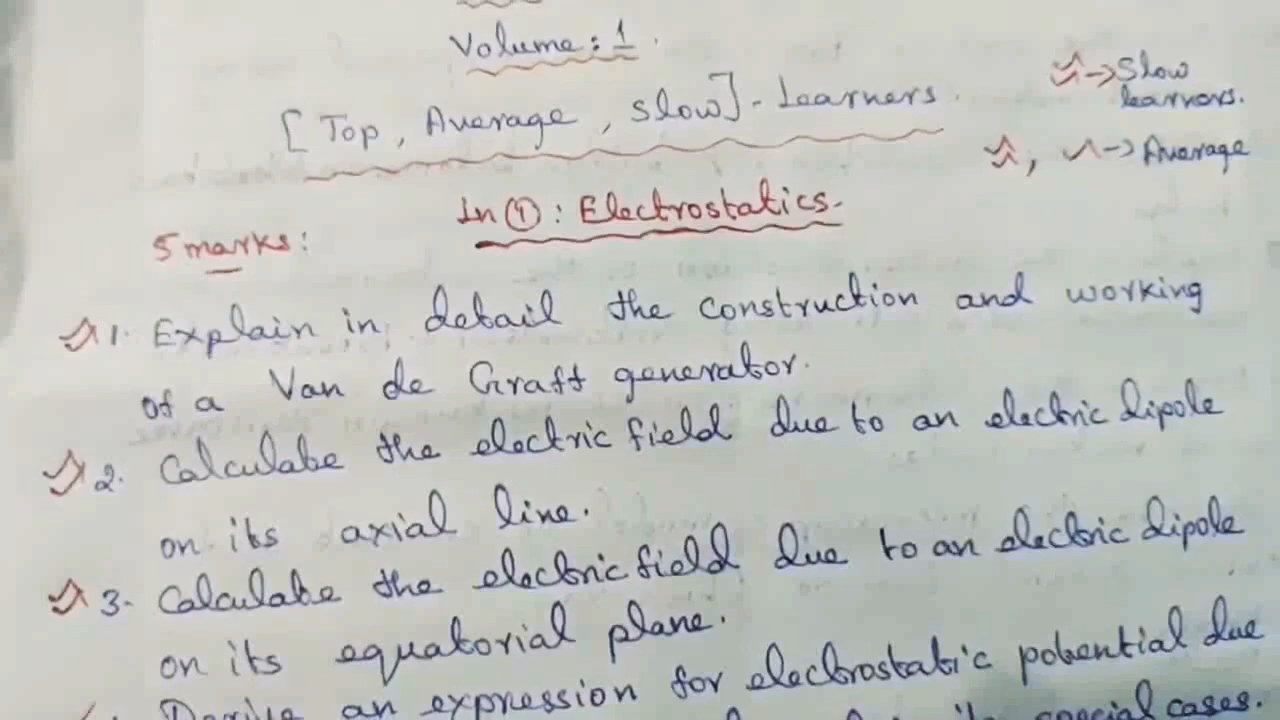 Volume: 1.
[Top, Average, Slow] - Learners.
→ Slow
learners.
, → Average
Ln ①: Electrostatics.
5 marks:
1. Explain in detail the construction and working
of a Van de Graff generator.
2. Calculate the electric field due to an electric dipole
on its axial line.
3. Calculate the electric field due to an electric dipole
on its equatorial plane.
Derive an expression for electrostatic potential due
special cases.